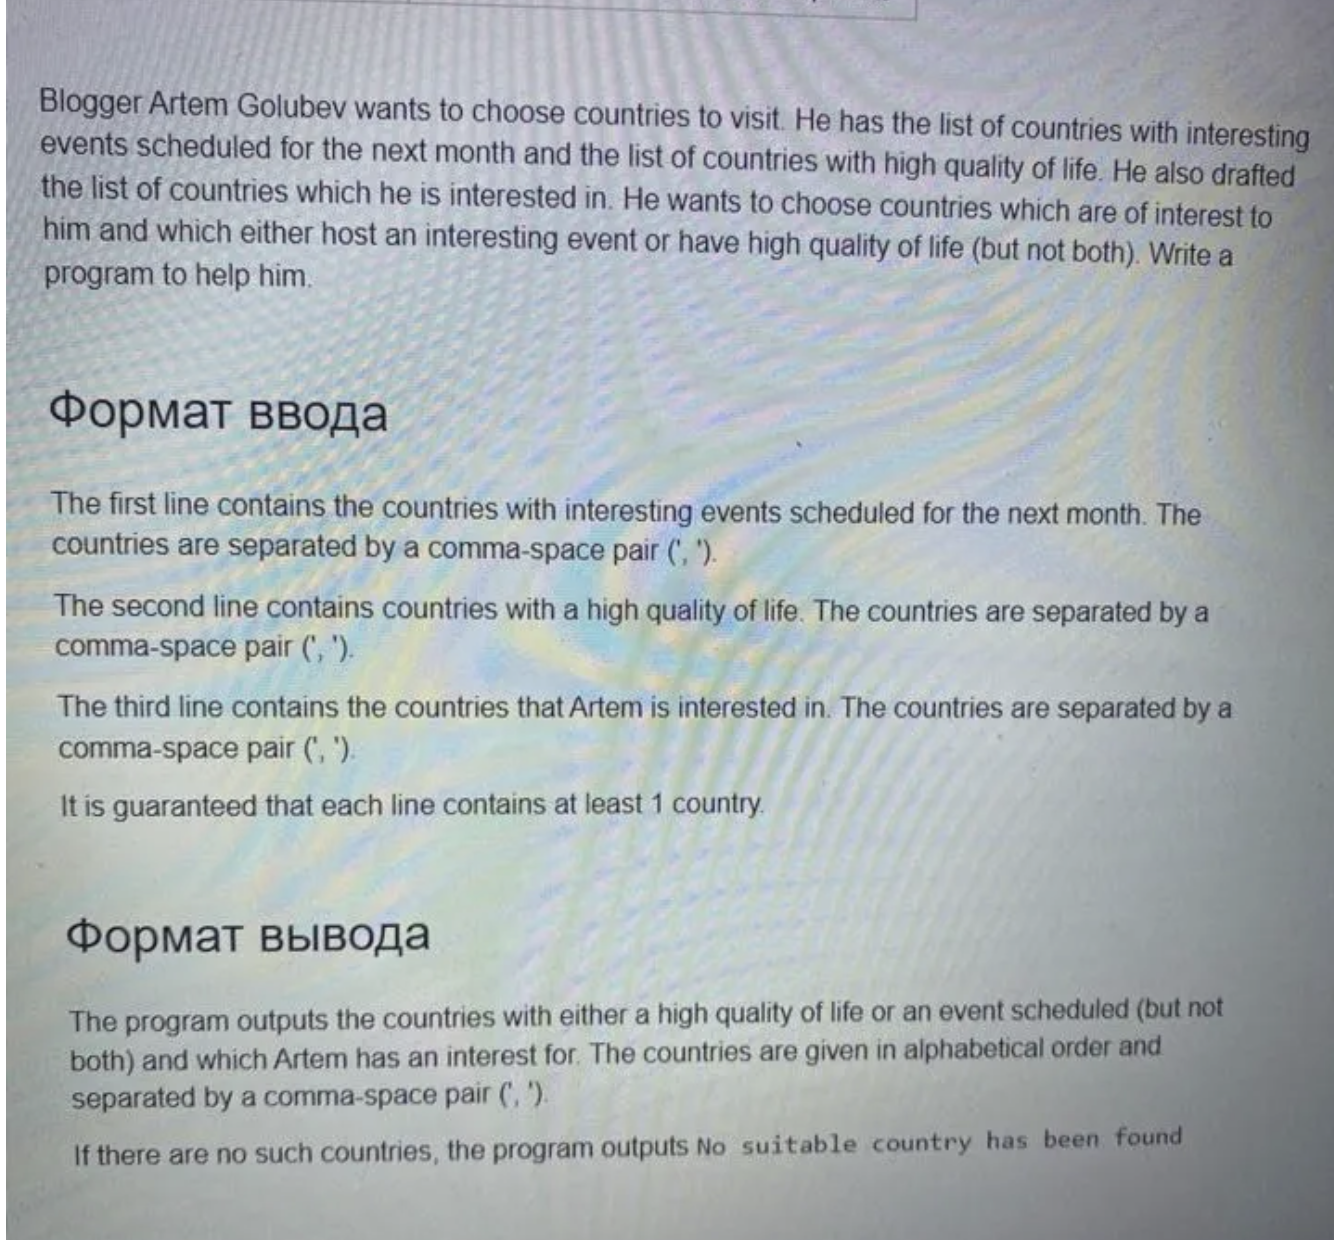 Blogger Artem Golubev wants to choose countries to visit. He has the list of countries with interesting
events scheduled for the next month and the list of countries with high quality of life. He also drafted
the list of countries which he is interested in. He wants to choose countries which are of interest to
him and which either host an interesting event or have high quality of life (but not both). Write a
program to help him.
Формат ввода
The first line contains the countries with interesting events scheduled for the next month. The
countries are separated by a comma-space pair (', ').
The second line contains countries with a high quality of life. The countries are separated by a
comma-space pair (', ').
The third line contains the countries that Artem is interested in. The countries are separated by a
comma-space pair (', ').
It is guaranteed that each line contains at least 1 country.
Формат вывода
The program outputs the countries with either a high quality of life or an event scheduled (but not
both) and which Artem has an interest for. The countries are given in alphabetical order and
separated by a comma-space pair (', ').
If there are no such countries, the program outputs No suitable country has been found